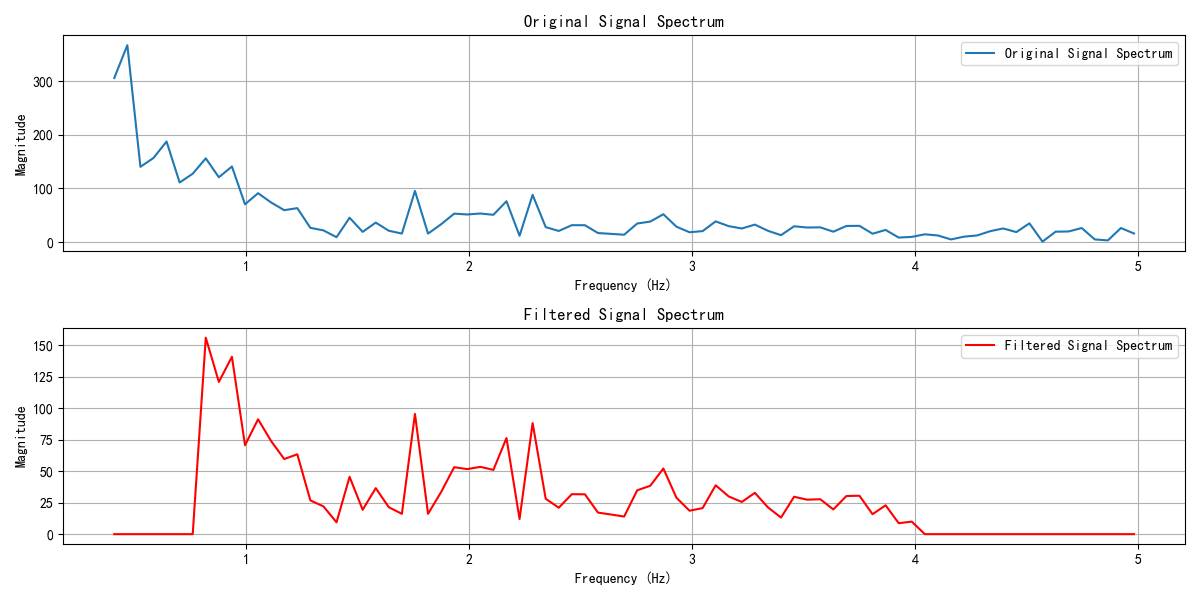 Original Signal Spectrum
Original Signal Spectrum
Magnitude
300
200
100
0
1 2 3 4 5
Frequency (Hz)
Filtered Signal Spectrum
Filtered Signal Spectrum
Magnitude
150
125
100
75
50
25
0
1 2 3 4 5
Frequency (Hz)